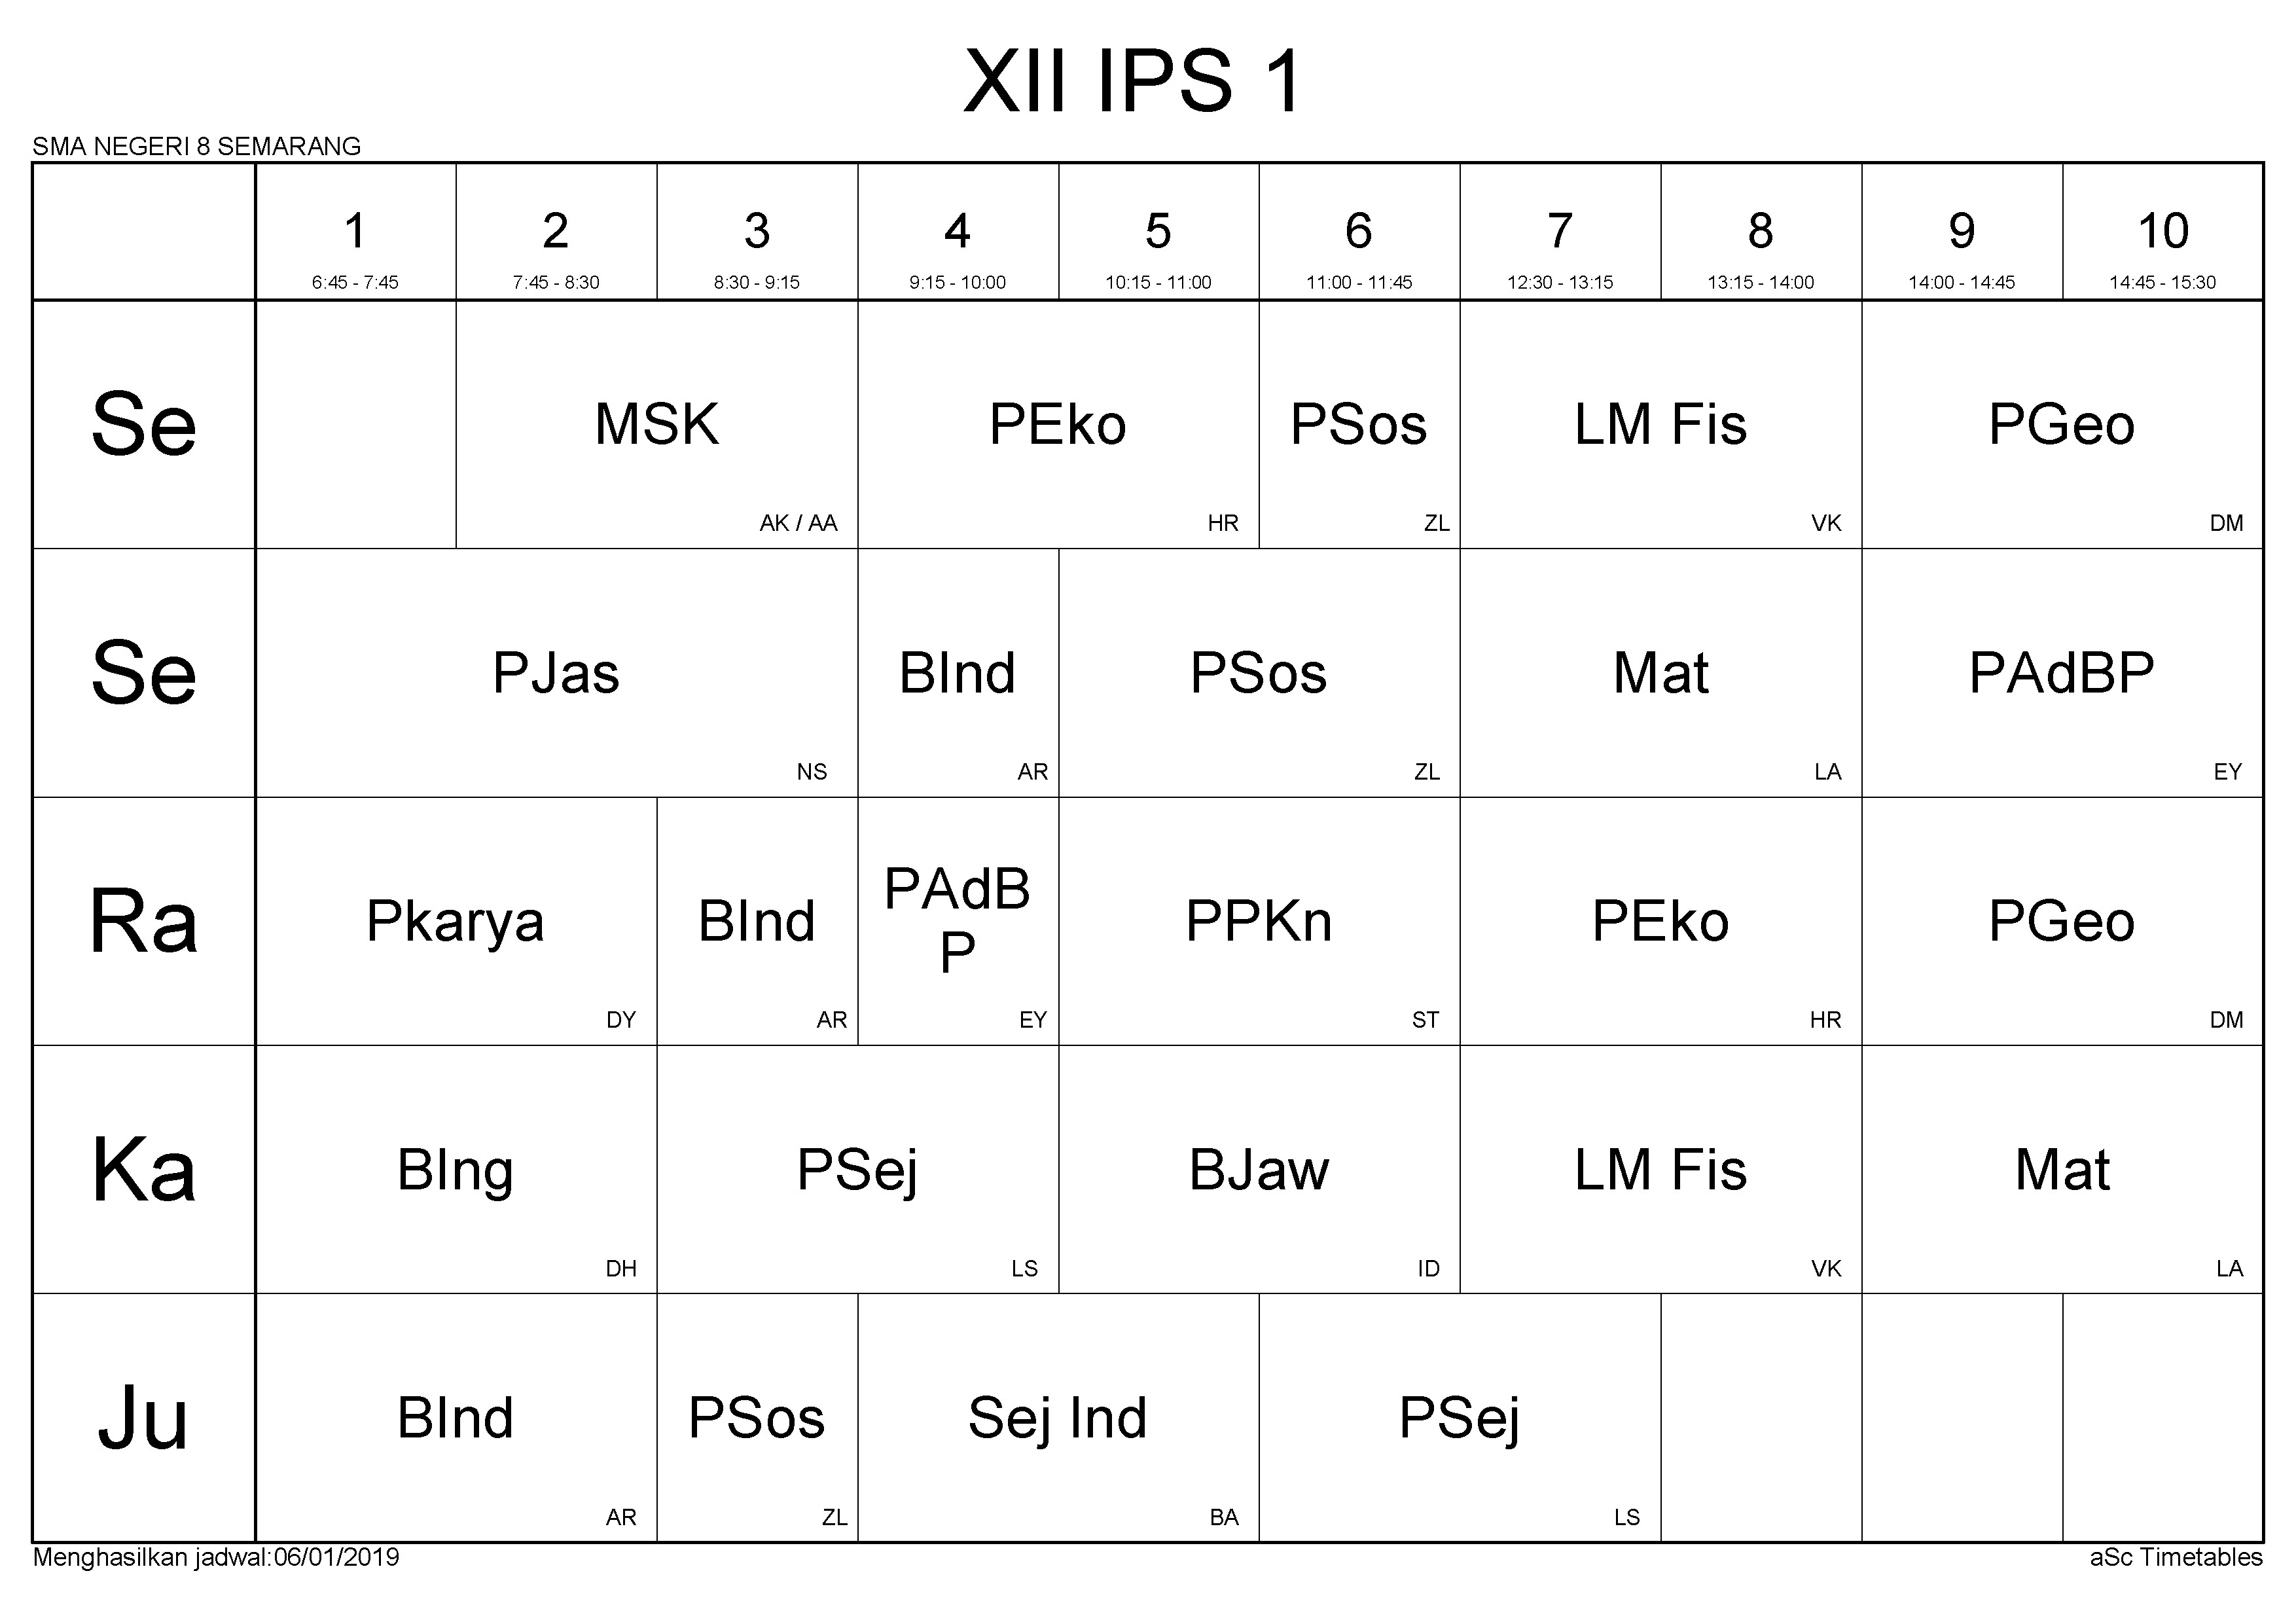 XII IPS 1
SMA NEGERI 8 SEMARANG
1 2 3 4 5 6 7 8 9 10
6:45 - 7:45 7:45 - 8:30 8:30 - 9:15 9:15 - 10:00 10:15 - 11:00 11:00 - 11:45 12:30 - 13:15 13:15 - 14:00 14:00 - 14:45 14:45 - 15:30
Se MSK PEko PSos LM Fis PGeo
AK / AA HR ZL VK DM
Se PJas BInd PSos Mat PAdBP
NS AR ZL LA EY
Ra Pkarya BInd PAdB PPKn PEko PGeo
P
DY AR EY ST HR DM
Ka BIng PSej BJaw LM Fis Mat
DH LS ID VK LA
Ju BInd PSos Sej Ind PSej
AR ZL BA LS
Menghasilkan jadwal:06/01/2019 aSc Timetables